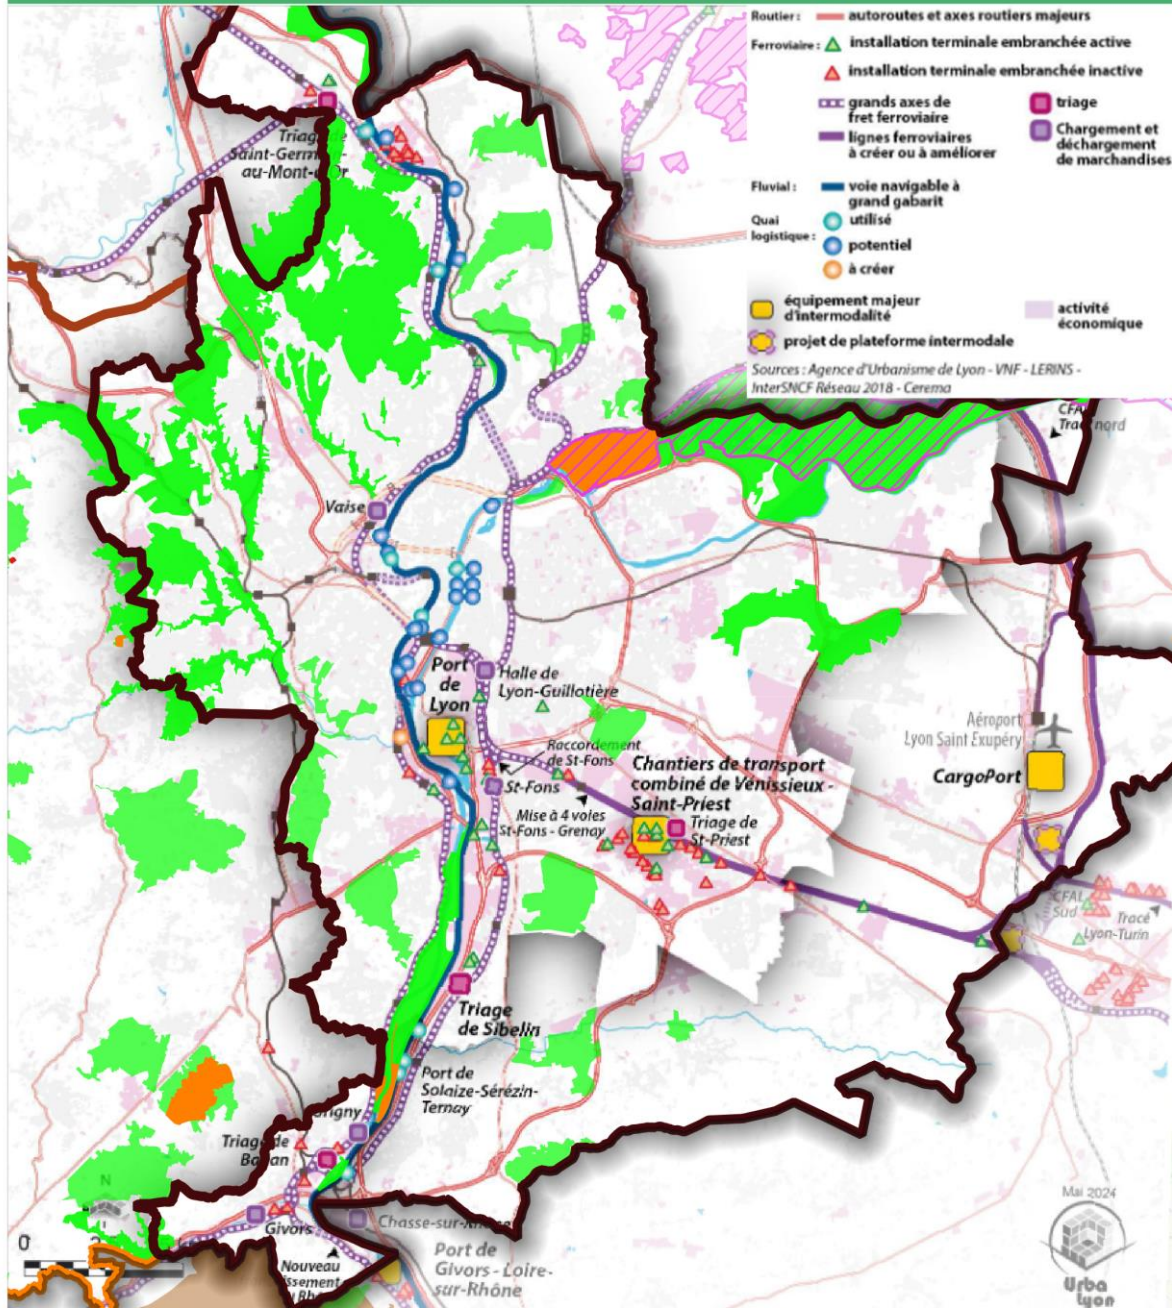 Routier : autoroutes et axes routiers majeurs
Ferroviaire : installation terminale embranchée active
installation terminale embranchée inactive
grands axes de
fret ferroviaire
lignes ferroviaires
à créer ou à améliorer
triage
Chargement et
déchargement
de marchandises
Fluvial : voie navigable à
grand gabarit
Quai
logistique :
utilisé
potentiel
à créer
équipement majeur
d'intermodalité
activité
économique
projet de plateforme intermodale
Sources : Agence d'Urbanisme de Lyon - VNF - LERINS -
InterSNCF Réseau 2018 - Cerema
Saint-Germ
au-Mont-
CFAL
nord
Vaise
Port
de
Lyon
Halle de
Lyon-Guillotière
Raccordement
de St-Fons
St-Fons
Mise à 4 voies
St-Fons - Grenay
Chantiers de transport
combiné de Vénissieux -
Saint-Priest
Triage de
St-Priest
Aéroport
Lyon Saint Exupéry
CargoPort
CFAL
Sud
Tracé
Lyon-Turin
Triage
de Sibelin
Port de
Solaize-Sérézin-
Ternay
Givors
Chasse-sur-
Port de
Givors - Loire-
sur-Rhône
Nouveau
N
0
Mai 2024
Urba
Lyon